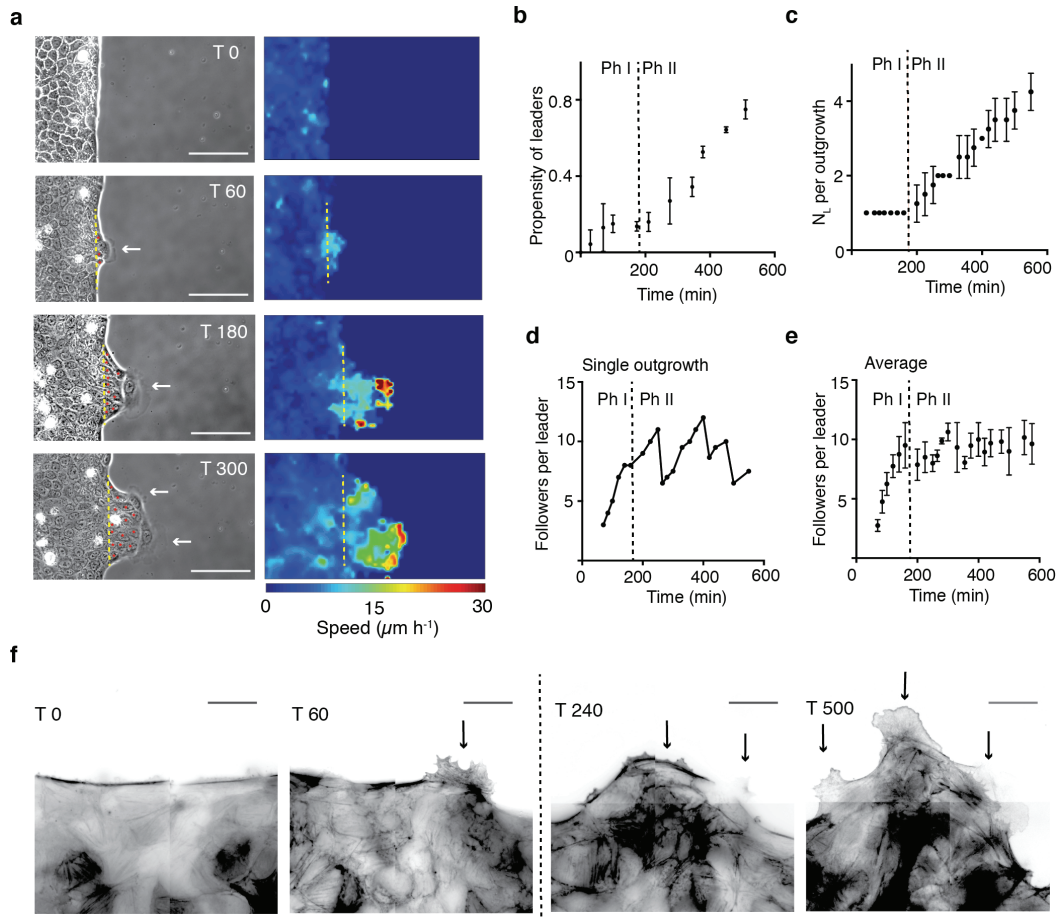 a
T 0
T 60
T 180
T 300
0
15
30
Speed (µm h⁻¹)
b
Ph I
Ph II
Propensity of leaders
0.8
0.4
0
200
400
600
Time (min)
c
Ph I
Ph II
N_L per outgrowth
4
2
0
200
400
600
Time (min)
d
Single outgrowth
Ph I
Ph II
Followers per leader
15
10
5
0
200
400
600
Time (min)
e
Average
Ph I
Ph II
Followers per leader
15
10
5
0
200
400
600
Time (min)
f
T 0
T 60
T 240
T 500